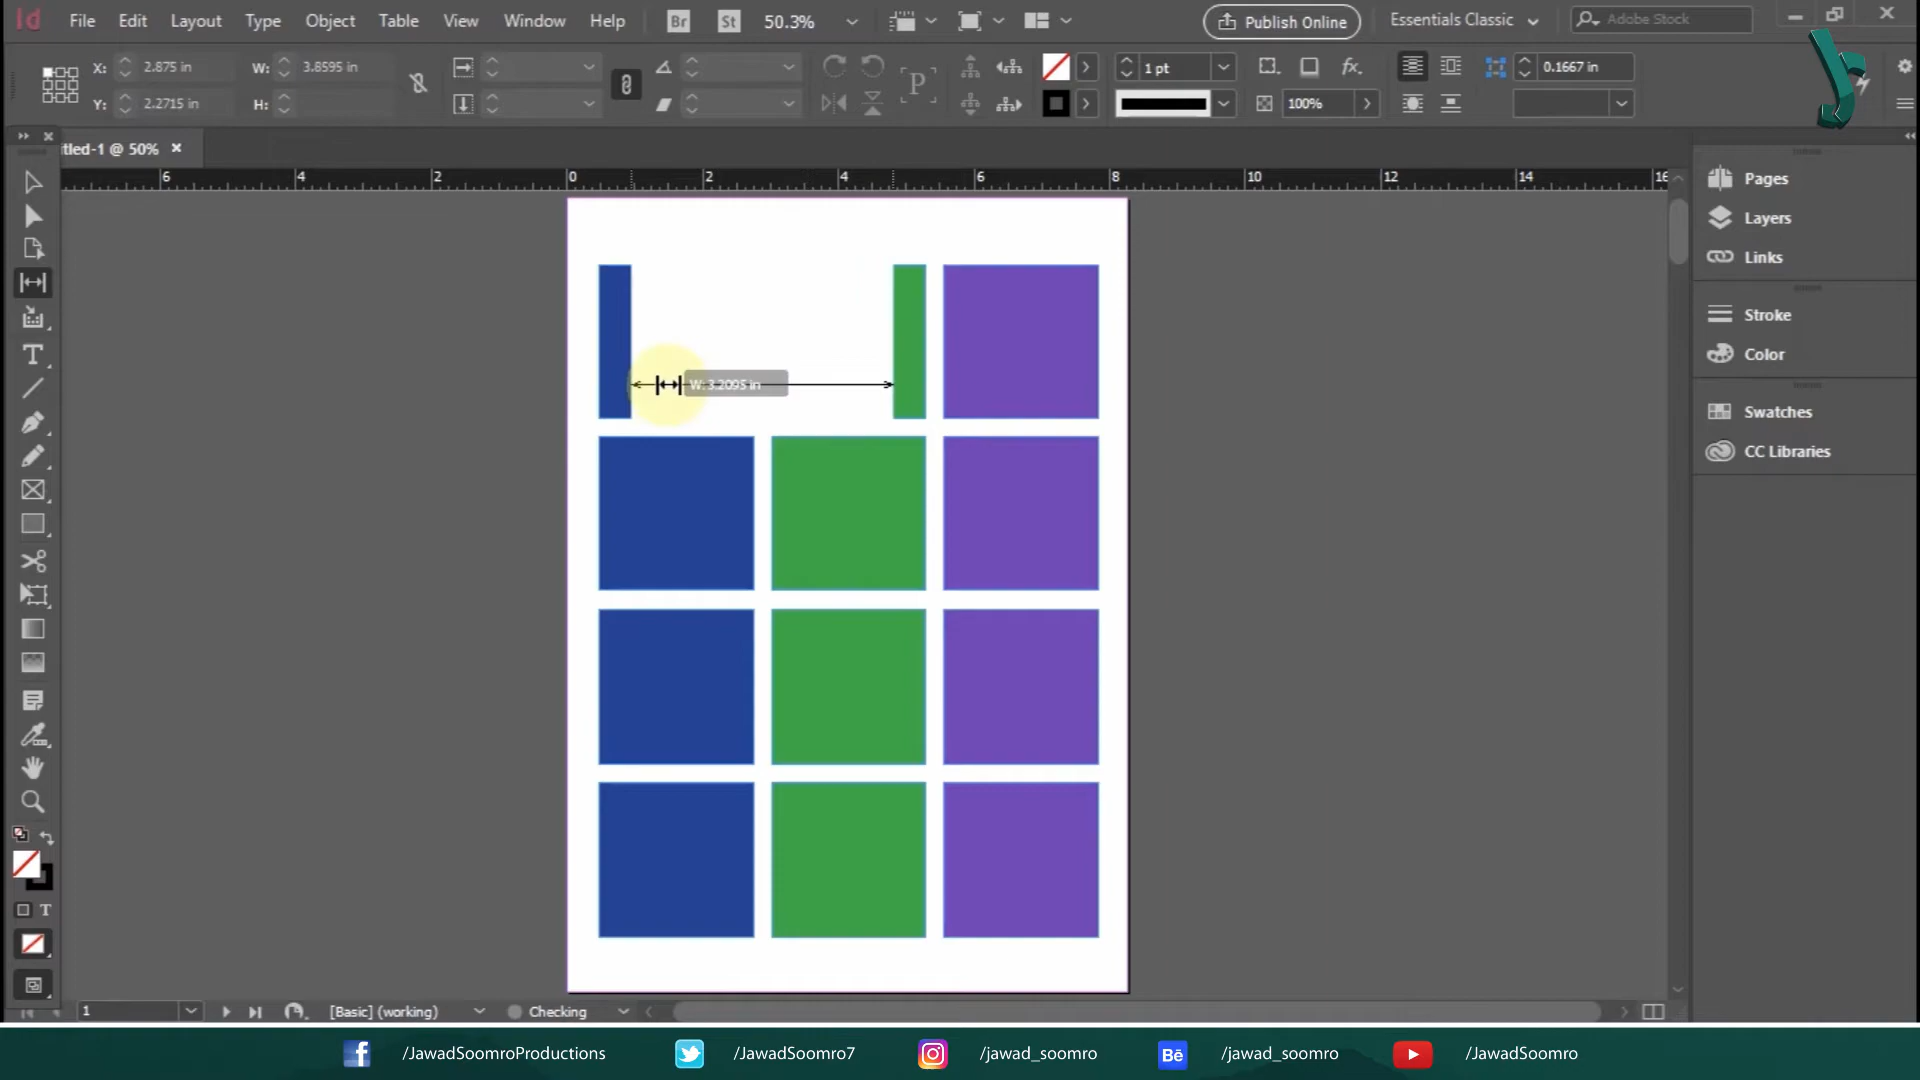 Id File Edit Layout Type Object Table View Window Help Br St 50.3% Publish Online Essentials Classic Adobe Stock
X: 2.875 in W: 3.8595 in 1 pt fx. 0.1667 in
Y: 2.2715 in H: P 100%
tled-1 @ 50% ×
6 4 2 0 2 4 6 8 10 12 14 16
Pages
Layers
Links
Stroke
Color
Swatches
CC Libraries
W: 3.2095 in
T
T
1 [Basic] (working) Checking
/JawadSoomroProductions /JawadSoomro7 /jawad_soomro Bē /jawad_soomro /JawadSoomro